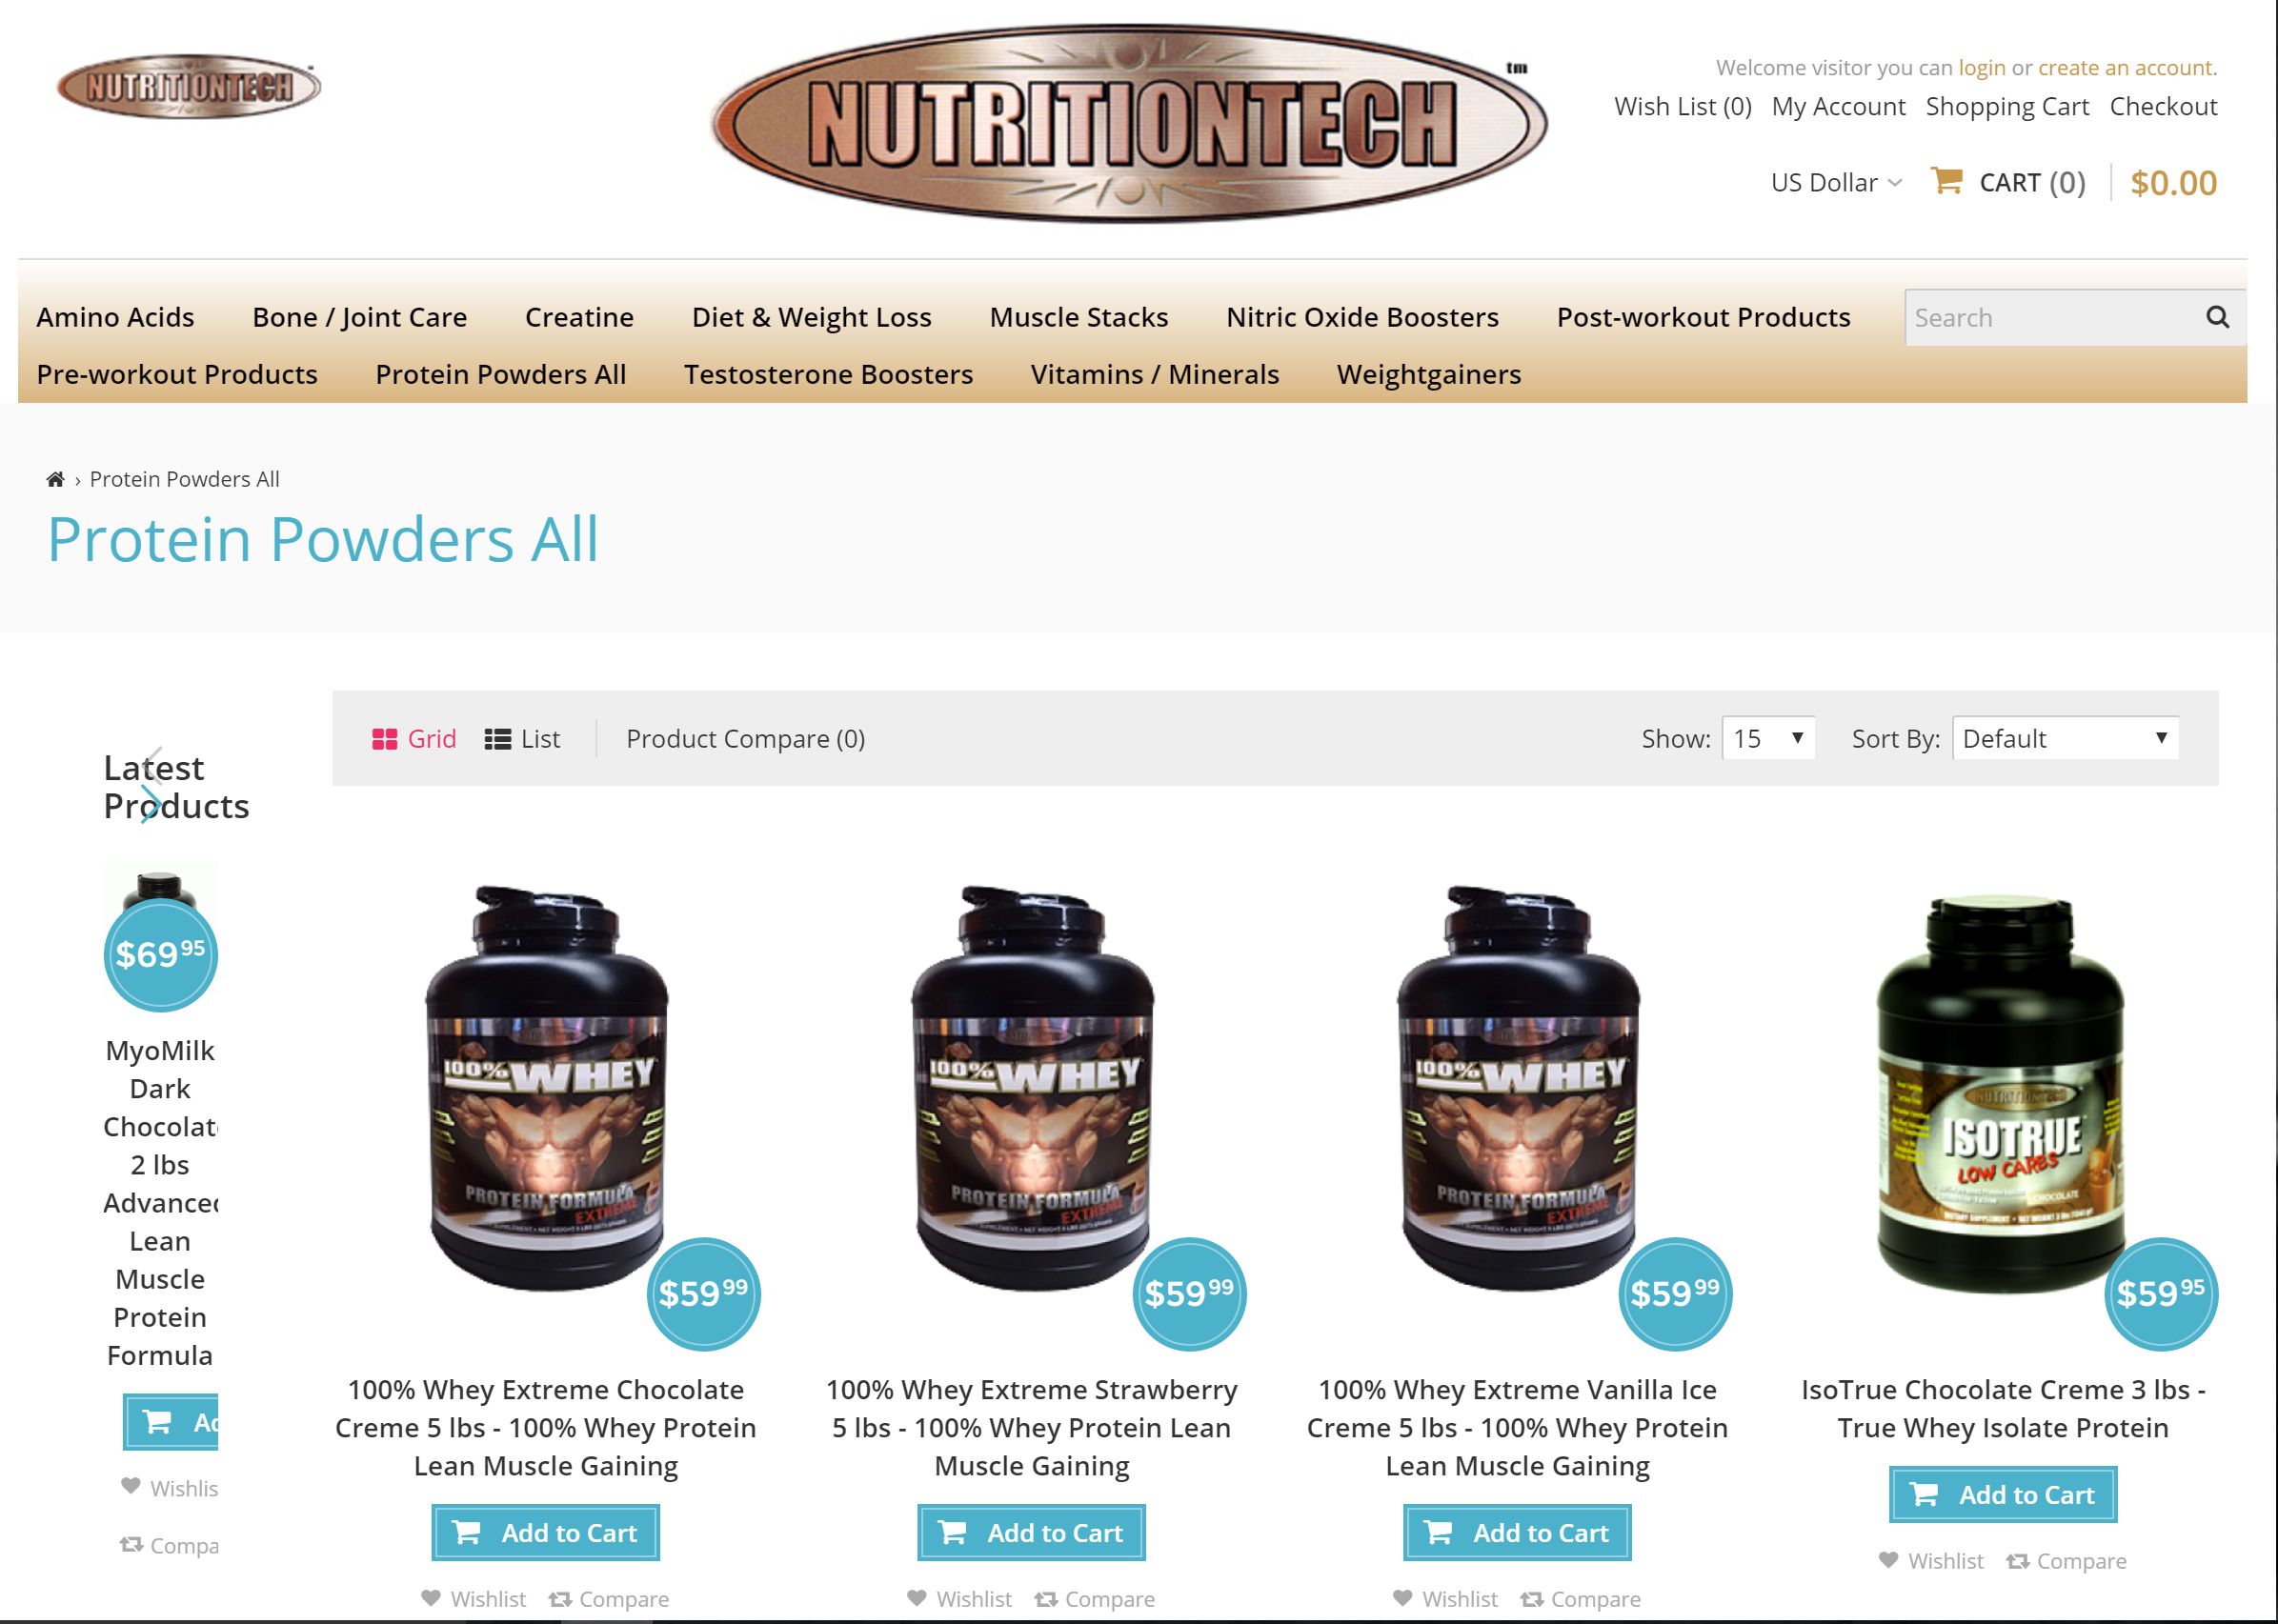 NUTRITIONTECH
NUTRITIONTECH tm
Welcome visitor you can login or create an account.
Wish List (0) My Account Shopping Cart Checkout
US Dollar CART (0) $0.00
Amino Acids Bone / Joint Care Creatine Diet & Weight Loss Muscle Stacks Nitric Oxide Boosters Post-workout Products Search
Pre-workout Products Protein Powders All Testosterone Boosters Vitamins / Minerals Weightgainers
› Protein Powders All
Protein Powders All
Grid List Product Compare (0) Show: 15 Sort By: Default
Latest
Products
$69 95
MyoMilk
Dark
Chocolat
2 lbs
Advanced
Lean
Muscle
Protein
Formula
Ad
Wishlis
Compa
100% WHEY
PROTEIN FORMULA
EXTREME
$59 99
100% Whey Extreme Chocolate
Creme 5 lbs - 100% Whey Protein
Lean Muscle Gaining
Add to Cart
Wishlist Compare
100% WHEY
PROTEIN FORMULA
EXTREME
$59 99
100% Whey Extreme Strawberry
5 lbs - 100% Whey Protein Lean
Muscle Gaining
Add to Cart
Wishlist Compare
100% WHEY
PROTEIN FORMULA
EXTREME
$59 99
100% Whey Extreme Vanilla Ice
Creme 5 lbs - 100% Whey Protein
Lean Muscle Gaining
Add to Cart
Wishlist Compare
NUTRITIONTECH
ISOTRUE
LOW CARBS
CHOCOLATE
$59 95
IsoTrue Chocolate Creme 3 lbs -
True Whey Isolate Protein
Add to Cart
Wishlist Compare